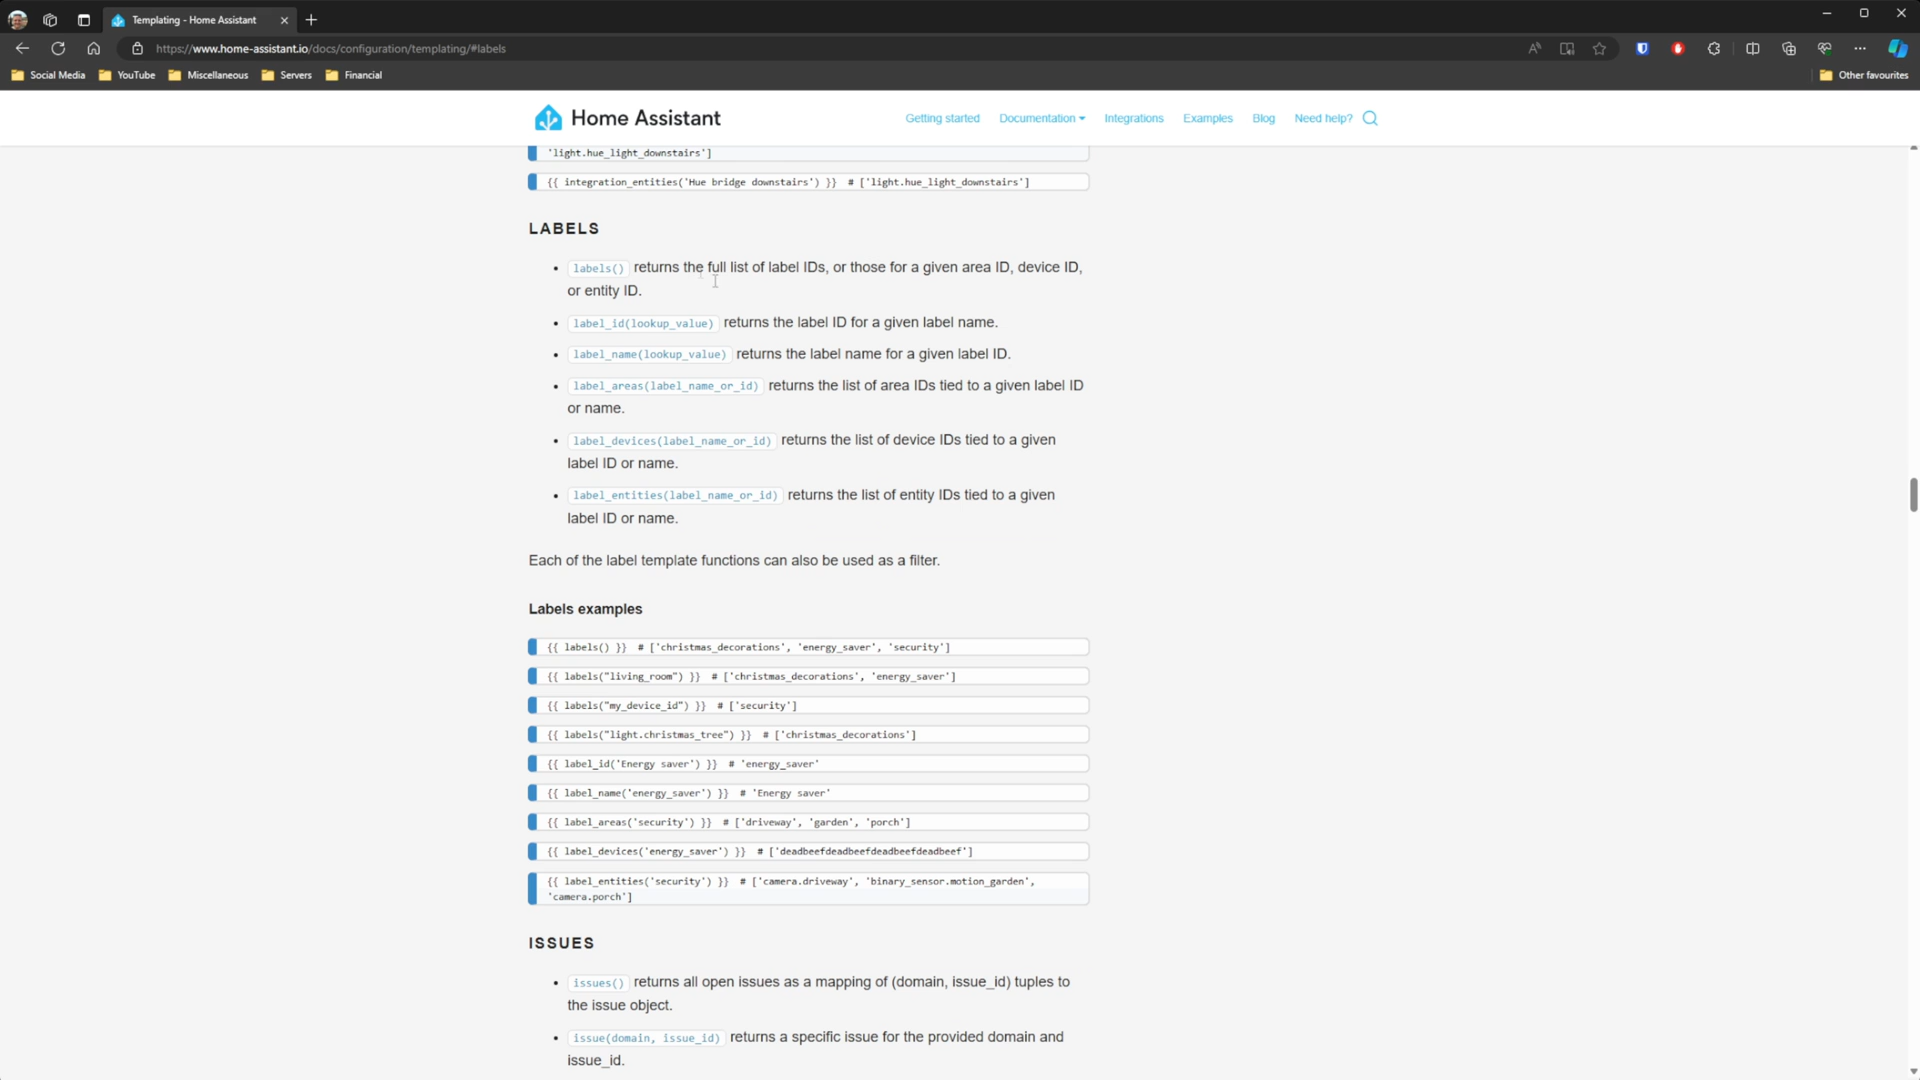 Templating - Home Assistant
https://www.home-assistant.io/docs/configuration/templating/#labels
Social Media
YouTube
Miscellaneous
Servers
Financial
Other favourites
Home Assistant
Getting started
Documentation
Integrations
Examples
Blog
Need help?
'light.hue_light_downstairs']
{{ integration_entities('Hue bridge downstairs') }}  # ['light.hue_light_downstairs']
LABELS
• labels() returns the full list of label IDs, or those for a given area ID, device ID,
or entity ID.
• label_id(lookup_value) returns the label ID for a given label name.
• label_name(lookup_value) returns the label name for a given label ID.
• label_areas(label_name_or_id) returns the list of area IDs tied to a given label ID
or name.
• label_devices(label_name_or_id) returns the list of device IDs tied to a given
label ID or name.
• label_entities(label_name_or_id) returns the list of entity IDs tied to a given
label ID or name.
Each of the label template functions can also be used as a filter.
Labels examples
{{ labels() }}  # ['christmas_decorations', 'energy_saver', 'security']
{{ labels("living_room") }}  # ['christmas_decorations', 'energy_saver']
{{ labels("my_device_id") }}  # ['security']
{{ labels("light.christmas_tree") }}  # ['christmas_decorations']
{{ label_id('Energy saver') }}  # 'energy_saver'
{{ label_name('energy_saver') }}  # 'Energy saver'
{{ label_areas('security') }}  # ['driveway', 'garden', 'porch']
{{ label_devices('energy_saver') }}  # ['deadbeefdeadbeefdeadbeefdeadbeef']
{{ label_entities('security') }}  # ['camera.driveway', 'binary_sensor.motion_garden',
'camera.porch']
ISSUES
• issues() returns all open issues as a mapping of (domain, issue_id) tuples to
the issue object.
• issue(domain, issue_id) returns a specific issue for the provided domain and
issue_id.